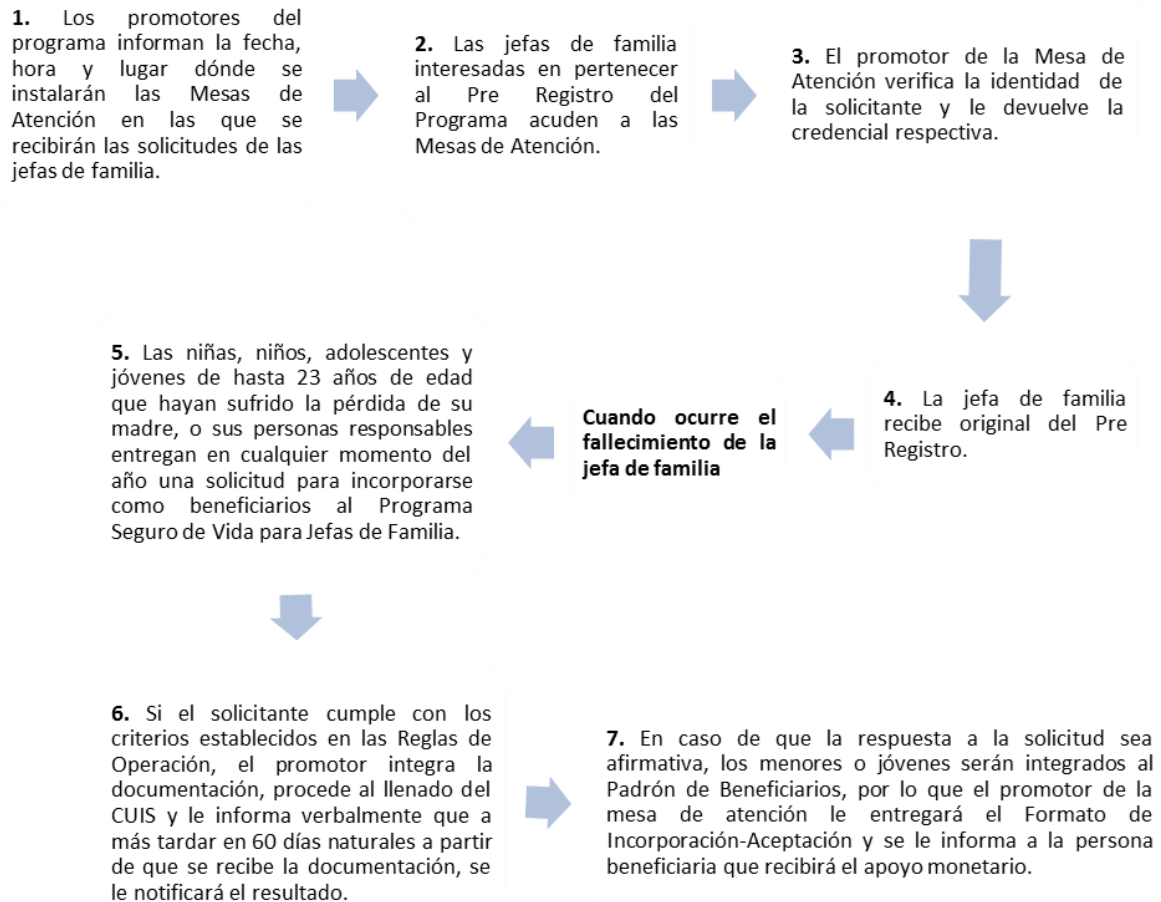 1. Los promotores del
programa informan la fecha,
hora y lugar dónde se
instalarán las Mesas de
Atención en las que se
recibirán las solicitudes de las
jefas de familia.
2. Las jefas de familia
interesadas en pertenecer
al Pre Registro del
Programa acuden a las
Mesas de Atención.
3. El promotor de la Mesa de
Atención verifica la identidad de
la solicitante y le devuelve la
credencial respectiva.
4. La jefa de familia
recibe original del Pre
Registro.
Cuando ocurre el
fallecimiento de la
jefa de familia
5. Las niñas, niños, adolescentes y
jóvenes de hasta 23 años de edad
que hayan sufrido la pérdida de su
madre, o sus personas responsables
entregan en cualquier momento del
año una solicitud para incorporarse
como beneficiarios al Programa
Seguro de Vida para Jefas de Familia.
6. Si el solicitante cumple con los
criterios establecidos en las Reglas de
Operación, el promotor integra la
documentación, procede al llenado del
CUIS y le informa verbalmente que a
más tardar en 60 días naturales a partir
de que se recibe la documentación, se
le notificará el resultado.
7. En caso de que la respuesta a la solicitud sea
afirmativa, los menores o jóvenes serán integrados al
Padrón de Beneficiarios, por lo que el promotor de la
mesa de atención le entregará el Formato de
Incorporación-Aceptación y se le informa a la persona
beneficiaria que recibirá el apoyo monetario.